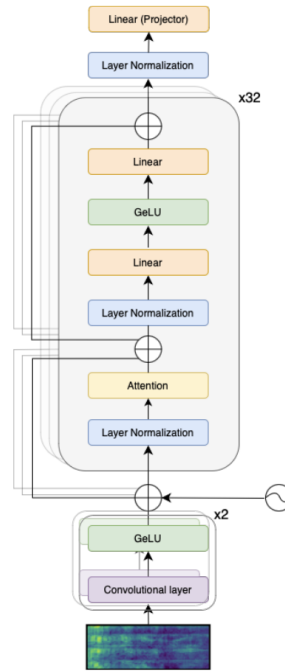 Linear (Projector)
Layer Normalization
x32
Linear
GeLU
Linear
Layer Normalization
Attention
Layer Normalization
x2
GeLU
Convolutional layer